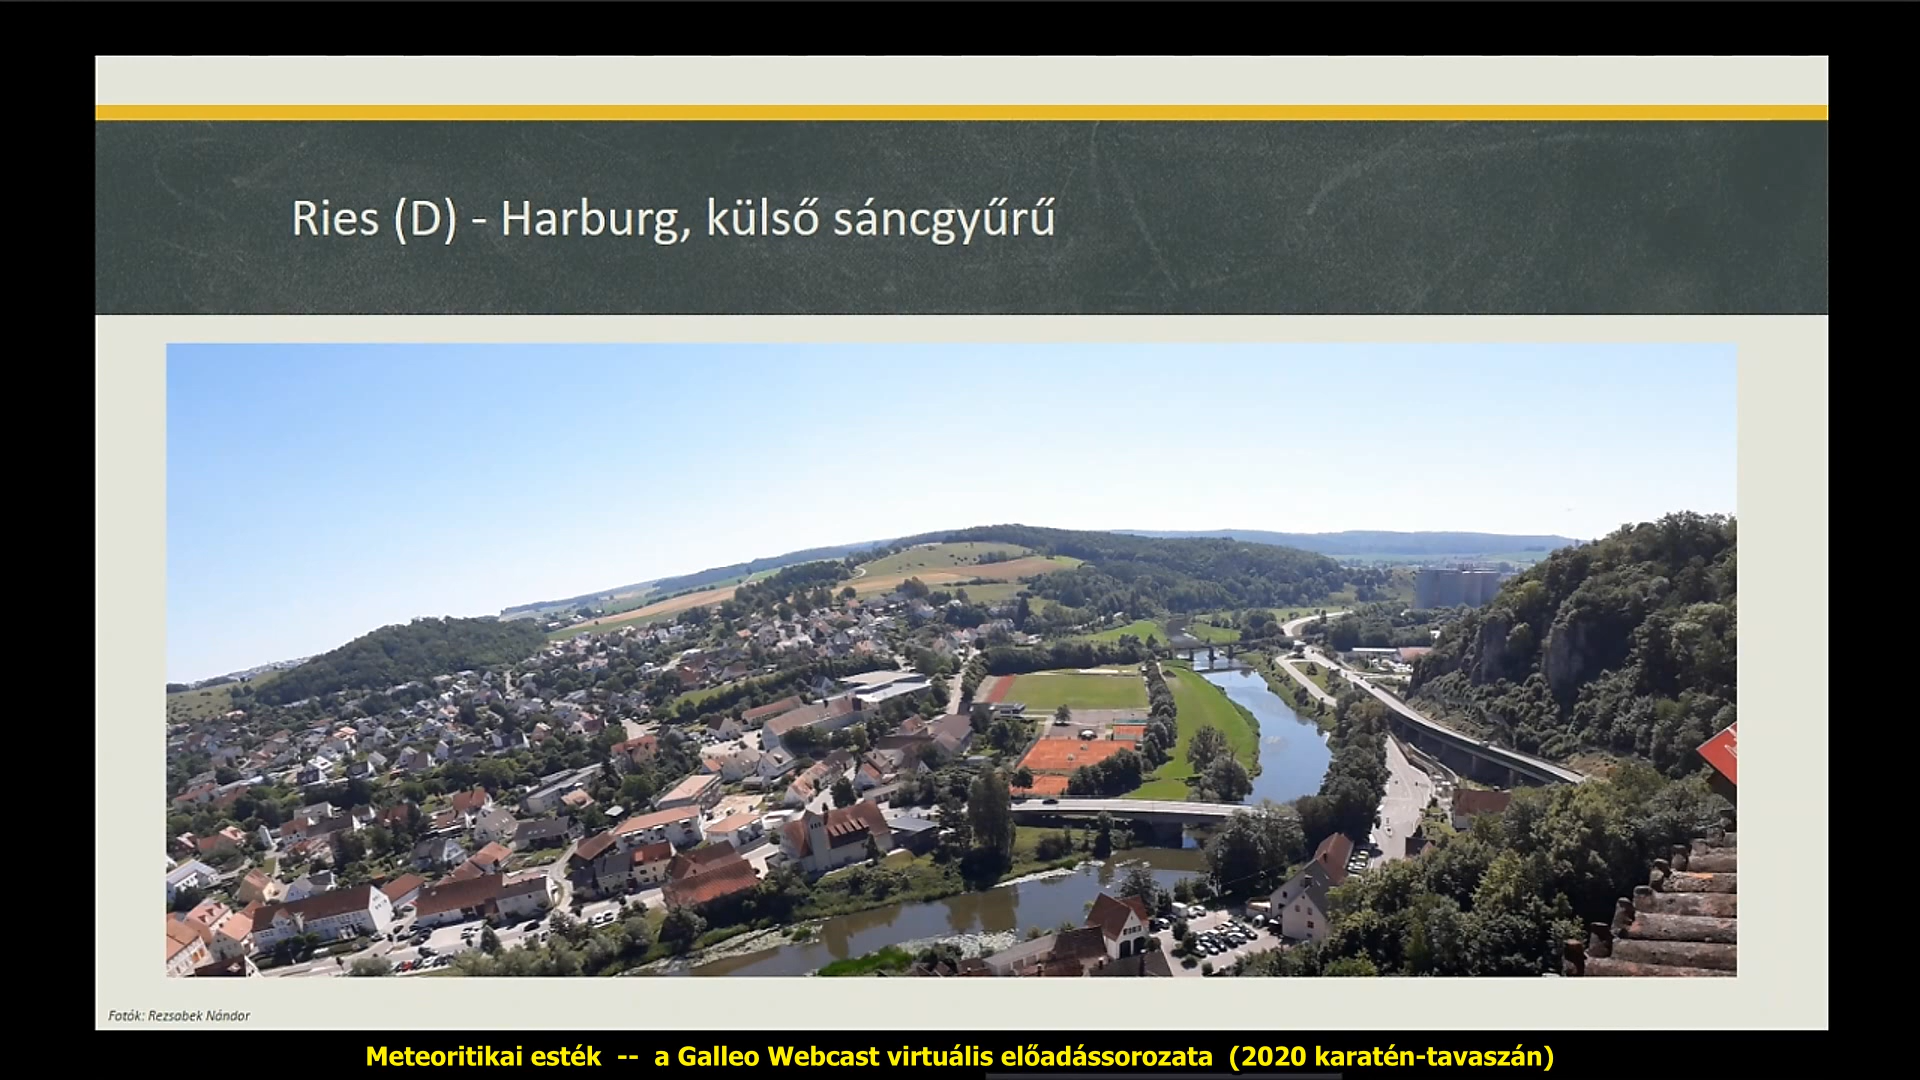 Ries (D) - Harburg, külső sáncgyűrű
Fotók: Rezsabek Nándor
Meteoritikai esték -- a Galleo Webcast virtuális előadássorozata (2020 karatén-tavaszán)